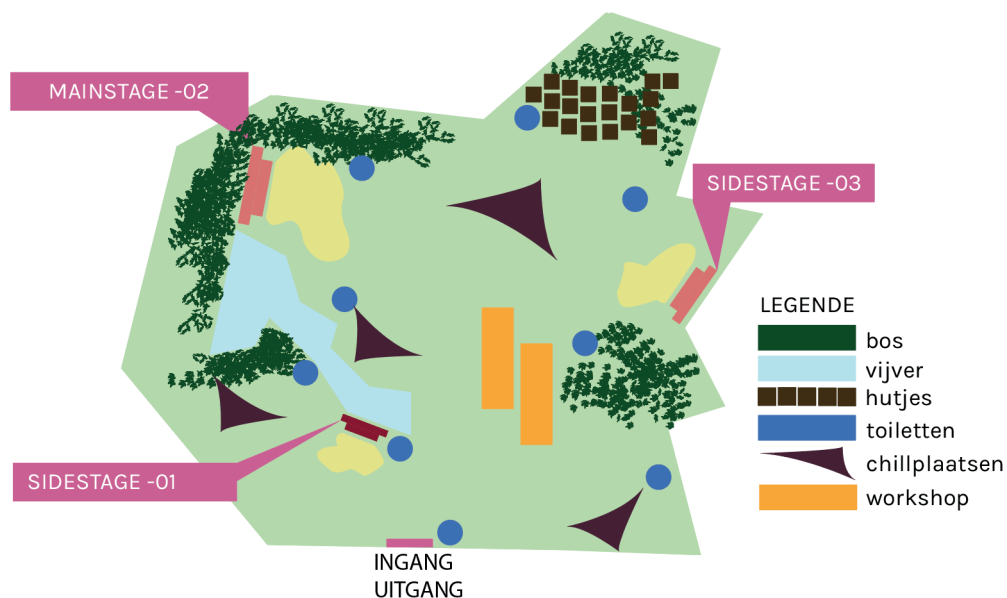 MAINSTAGE -02
SIDESTAGE -03
LEGENDE
bos
vijver
hutjes
toiletten
chillplaatsen
workshop
SIDESTAGE -01
INGANG
UITGANG